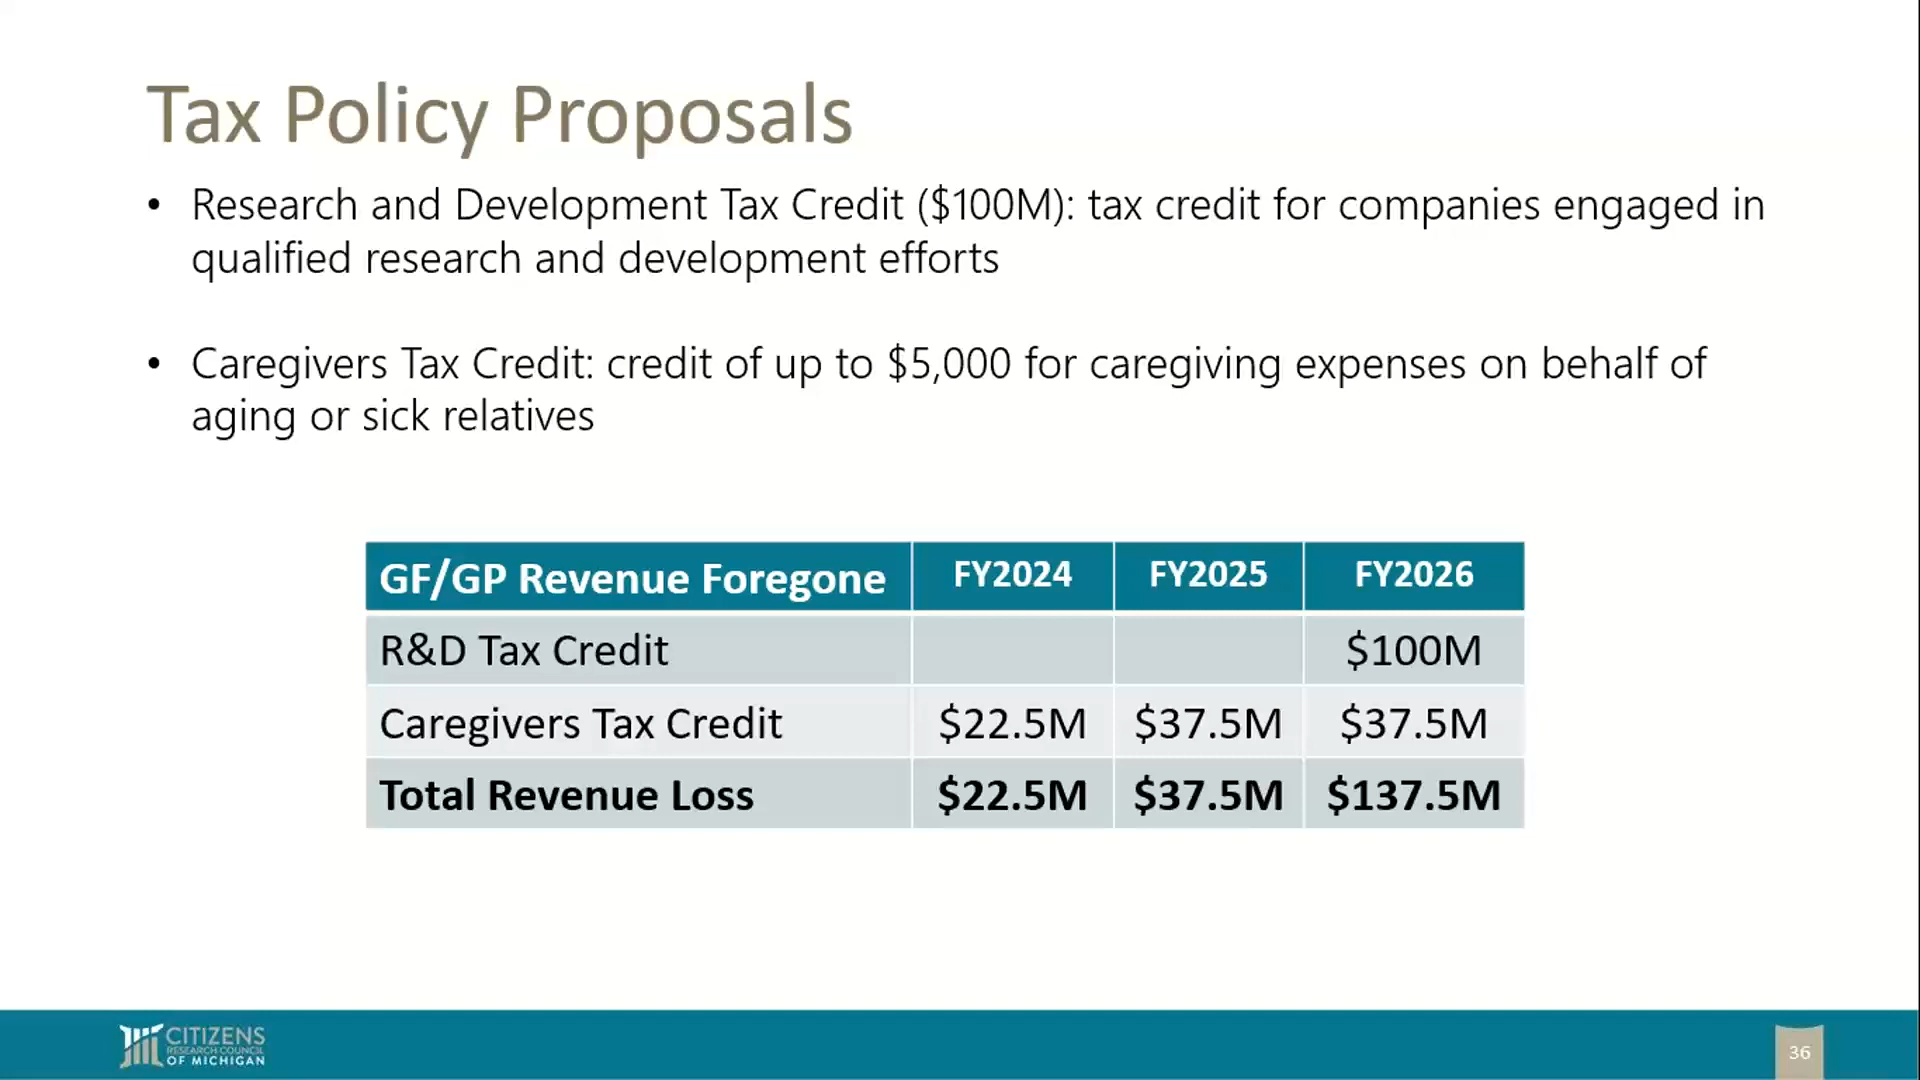 Tax Policy Proposals
• Research and Development Tax Credit ($100M): tax credit for companies engaged in
qualified research and development efforts
• Caregivers Tax Credit: credit of up to $5,000 for caregiving expenses on behalf of
aging or sick relatives
GF/GP Revenue Foregone FY2024 FY2025 FY2026
R&D Tax Credit $100M
Caregivers Tax Credit $22.5M $37.5M $37.5M
Total Revenue Loss $22.5M $37.5M $137.5M
CITIZENS
RESEARCH COUNCIL
OF MICHIGAN
36